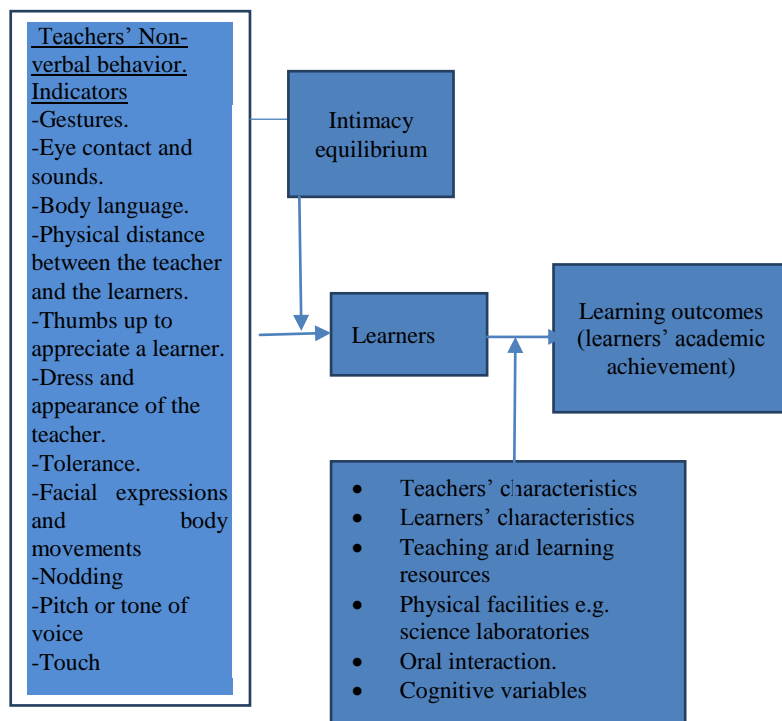 Teachers’ Non-
verbal behavior.
Indicators
-Gestures.
-Eye contact and
sounds.
-Body language.
-Physical distance
between the teacher
and the learners.
-Thumbs up to
appreciate a learner.
-Dress and
appearance of the
teacher.
-Tolerance.
-Facial expressions
and body
movements
-Nodding
-Pitch or tone of
voice
-Touch
Intimacy
equilibrium
Learners
Learning outcomes
(learners’ academic
achievement)
• Teachers’ characteristics
• Learners’ characteristics
• Teaching and learning
resources
• Physical facilities e.g.
science laboratories
• Oral interaction.
• Cognitive variables